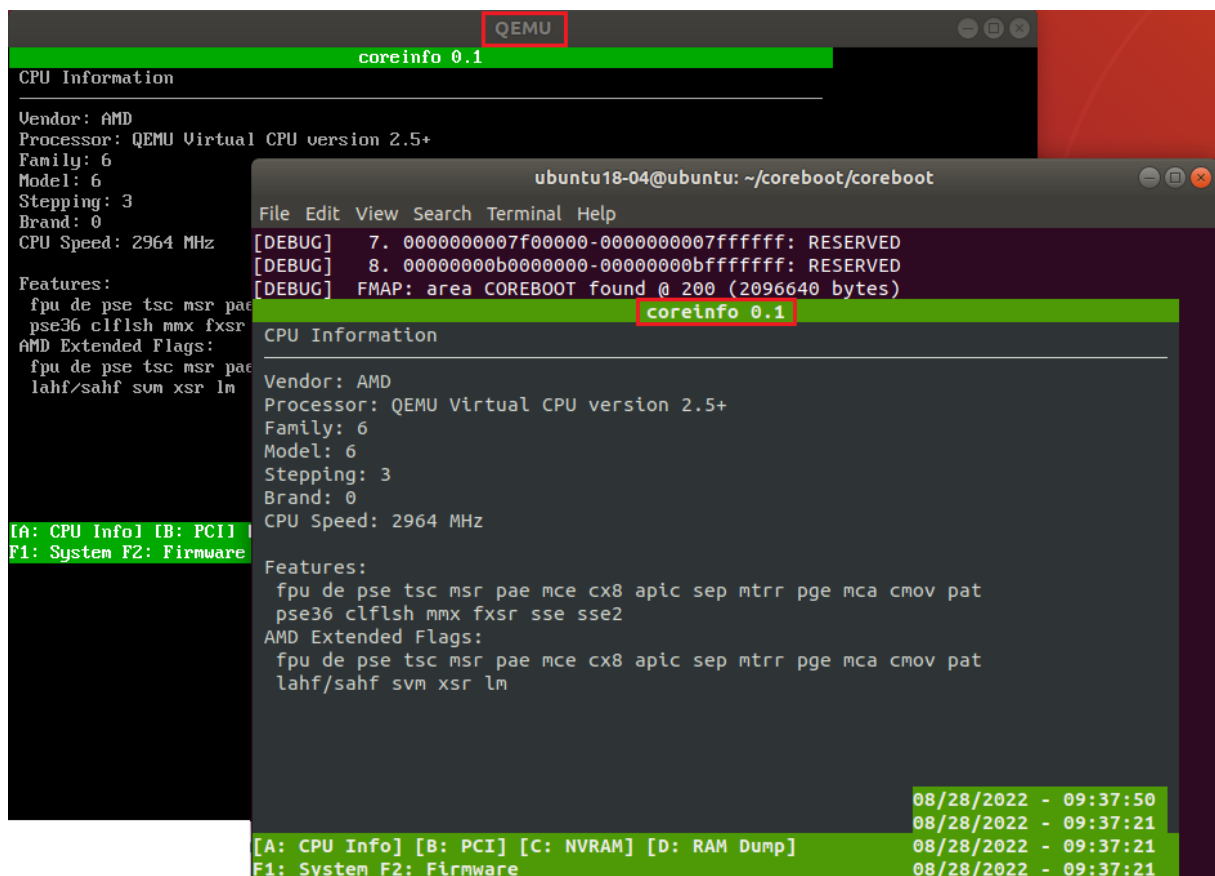 QEMU
coreinfo 0.1
CPU Information
Vendor: AMD
Processor: QEMU Virtual CPU version 2.5+
Family: 6
Model: 6
Stepping: 3
Brand: 0
CPU Speed: 2964 MHz
Features:
fpu de pse tsc msr pae
pse36 clflsh mmx fxsr
AMD Extended Flags:
fpu de pse tsc msr pae
lahf/sahf svm xsr lm
[A: CPU Info] [B: PCI]
F1: System F2: Firmware
ubuntu18-04@ubuntu: ~/coreboot/coreboot
File Edit View Search Terminal Help
[DEBUG] 7. 0000000007f00000-0000000007ffffff: RESERVED
[DEBUG] 8. 00000000b0000000-00000000bfffffff: RESERVED
[DEBUG] FMAP: area COREBOOT found @ 200 (2096640 bytes)
coreinfo 0.1
CPU Information
Vendor: AMD
Processor: QEMU Virtual CPU version 2.5+
Family: 6
Model: 6
Stepping: 3
Brand: 0
CPU Speed: 2964 MHz
Features:
fpu de pse tsc msr pae mce cx8 apic sep mtrr pge mca cmov pat
pse36 clflsh mmx fxsr sse sse2
AMD Extended Flags:
fpu de pse tsc msr pae mce cx8 apic sep mtrr pge mca cmov pat
lahf/sahf svm xsr lm
08/28/2022 - 09:37:50
08/28/2022 - 09:37:21
[A: CPU Info] [B: PCI] [C: NVRAM] [D: RAM Dump] 08/28/2022 - 09:37:21
F1: System F2: Firmware 08/28/2022 - 09:37:21